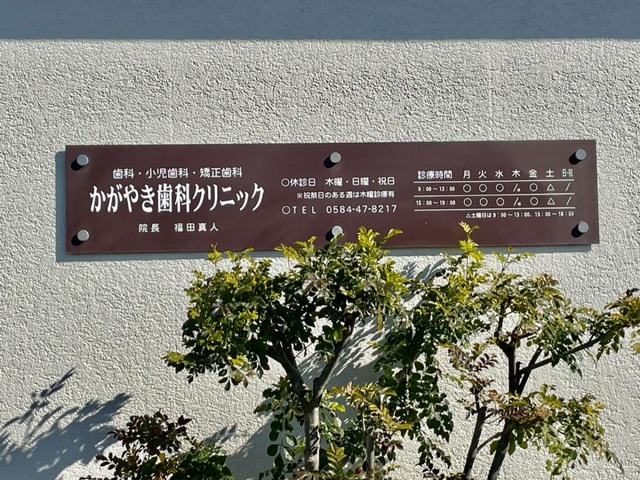 歯科・小児歯科・矯正歯科
かがやき歯科クリニック
院長 福田真人
○休診日 木曜・日曜・祝日
※祝祭日のある週は木曜診療有
○TEL 0584-47-8217
診療時間 月 火 水 木 金 土 日・祝
9：00〜13：00 ○ ○ ○ /※ ○ △ /
15：00〜19：00 ○ ○ ○ /※ ○ △ /
△土曜日は9：00〜13：00、15：00〜18：30